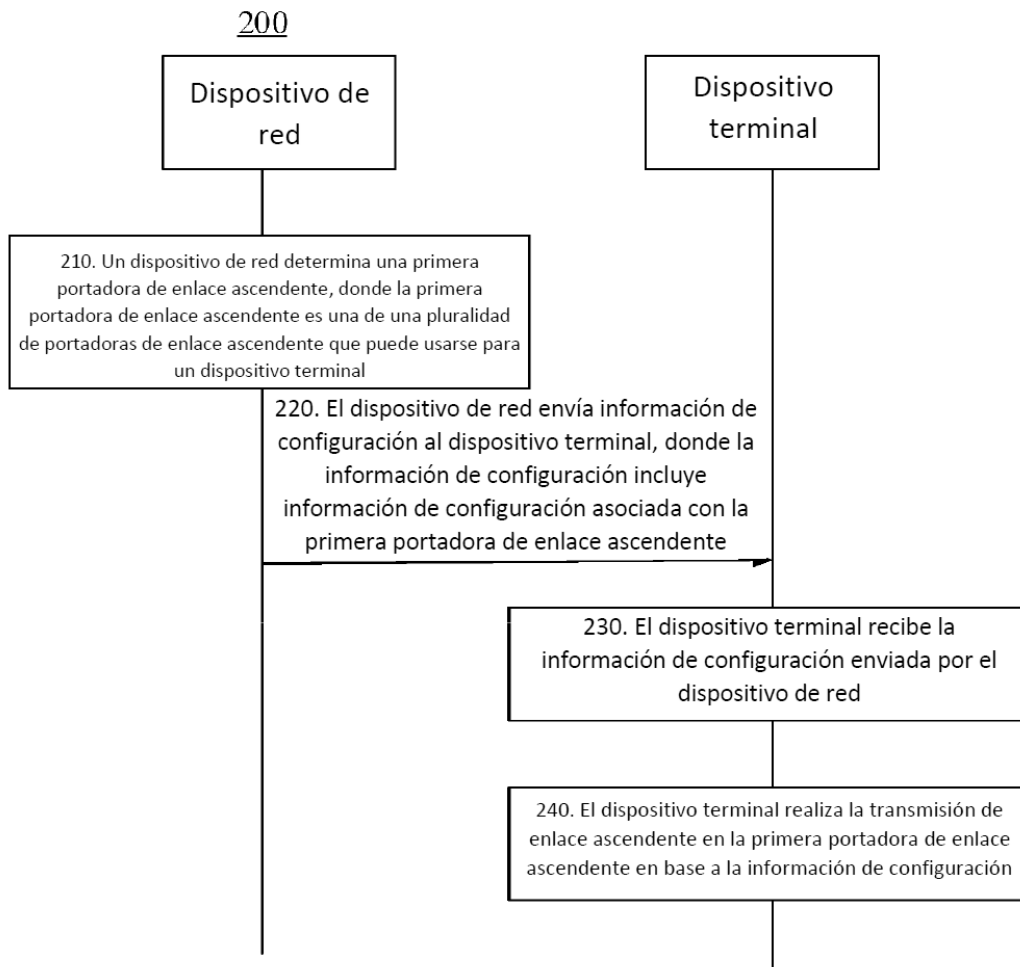 200
Dispositivo de
red
Dispositivo
terminal
210. Un dispositivo de red determina una primera
portadora de enlace ascendente, donde la primera
portadora de enlace ascendente es una de una pluralidad
de portadoras de enlace ascendente que puede usarse para
un dispositivo terminal
220. El dispositivo de red envía información de
configuración al dispositivo terminal, donde la
información de configuración incluye
información de configuración asociada con la
primera portadora de enlace ascendente
230. El dispositivo terminal recibe la
información de configuración enviada por el
dispositivo de red
240. El dispositivo terminal realiza la transmisión de
enlace ascendente en la primera portadora de enlace
ascendente en base a la información de configuración